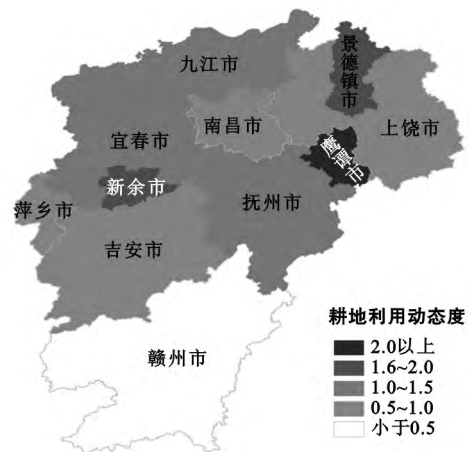 九江市
景德镇市
南昌市
上饶市
宜春市
鹰潭市
新余市
萍乡市
抚州市
吉安市
赣州市
耕地利用动态度
2.0以上
1.6~2.0
1.0~1.5
0.5~1.0
小于0.5